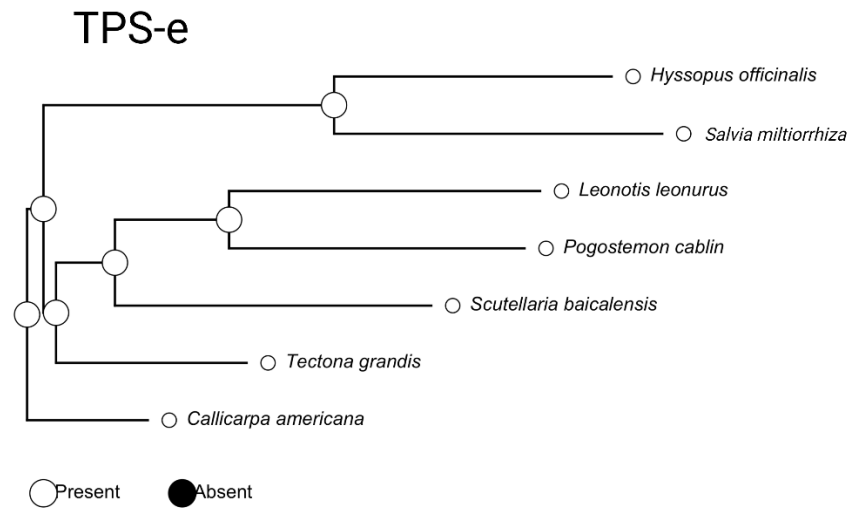 TPS-e
Hyssopus officinalis
Salvia miltiorrhiza
Leonotis leonurus
Pogostemon cablin
Scutellaria baicalensis
Tectona grandis
Callicarpa americana
Present Absent